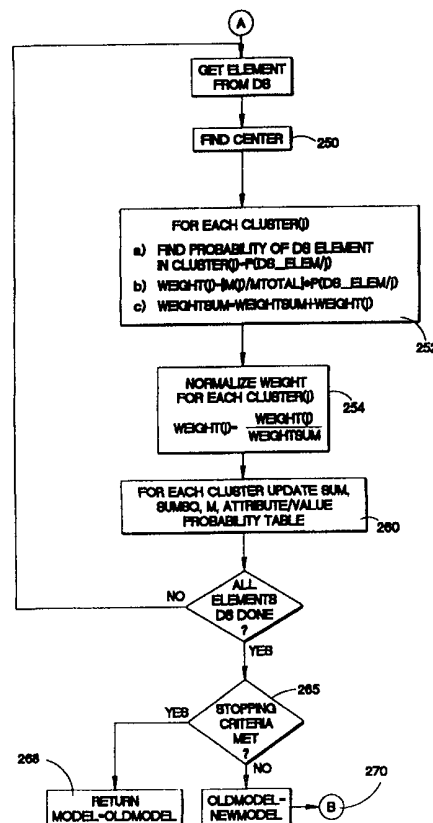 A
GET ELEMENT
FROM DS
FIND CENTER
250
FOR EACH CLUSTER(j)
a) FIND PROBABILITY OF DS ELEMENT
IN CLUSTER(j)=P(DS_ELEM/j)
b) WEIGHT(j)=[M(j)/MTOTAL]*P(DS_ELEM/j)
c) WEIGHTSUM=WEIGHTSUM+WEIGHT(j)
252
NORMALIZE WEIGHT
FOR EACH CLUSTER(j)
WEIGHT(j)= WEIGHT(j)
WEIGHTSUM
254
FOR EACH CLUSTER UPDATE SUM,
SUMSQ, M, ATTRIBUTE/VALUE
PROBABILITY TABLE
260
NO
ALL
ELEMENTS
DS DONE
?
YES
265
YES
STOPPING
CRITERIA
MET
?
NO
268
RETURN
MODEL=OLDMODEL
OLDMODEL=
NEWMODEL
B
270